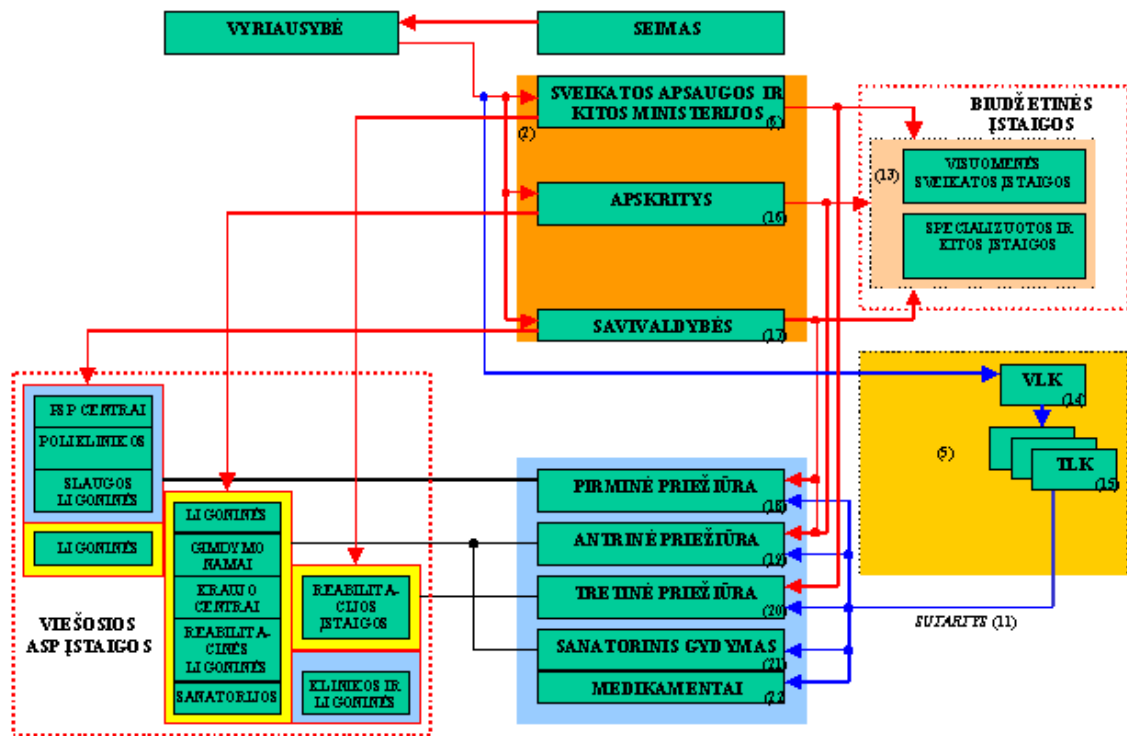 VYRIAUSYBĖ
SEIMAS
SVEIKATOS APSAUGOS IR
KITOS MINISTERIJOS
(2)
BIUDŽETINĖS
ĮSTAIGOS
(13)
VISUOMENĖS
SVEIKATOS ĮSTAIGOS
SPECIALIZUOTOS IR
KITOS ĮSTAIGOS
APSKRITYS
(16)
SAVIVALDYBĖS
(17)
VLK
(14)
(5)
TLK
(15)
PSP CENTRAI
POLIKLINIKOS
SLAUGOS
LIGONINĖS
LIGONINĖS
LIGONINĖS
GIMDYMO
NAMAI
KRAUJO
CENTRAI
REABILITA-
CINĖS
LIGONINĖS
SANATORIJOS
REABILITA-
CIJOS
ĮSTAIGOS
KLINIKOS IR
LIGONINĖS
VIEŠOSIOS
ASP ĮSTAIGOS
PIRMINĖ PRIEŽIŪRA
(18)
ANTRINĖ PRIEŽIŪRA
(19)
TRETINĖ PRIEŽIŪRA
(20)
SANATORINIS GYDYMAS
(21)
MEDIKAMENTAI
(22
SUTARTYS (11)